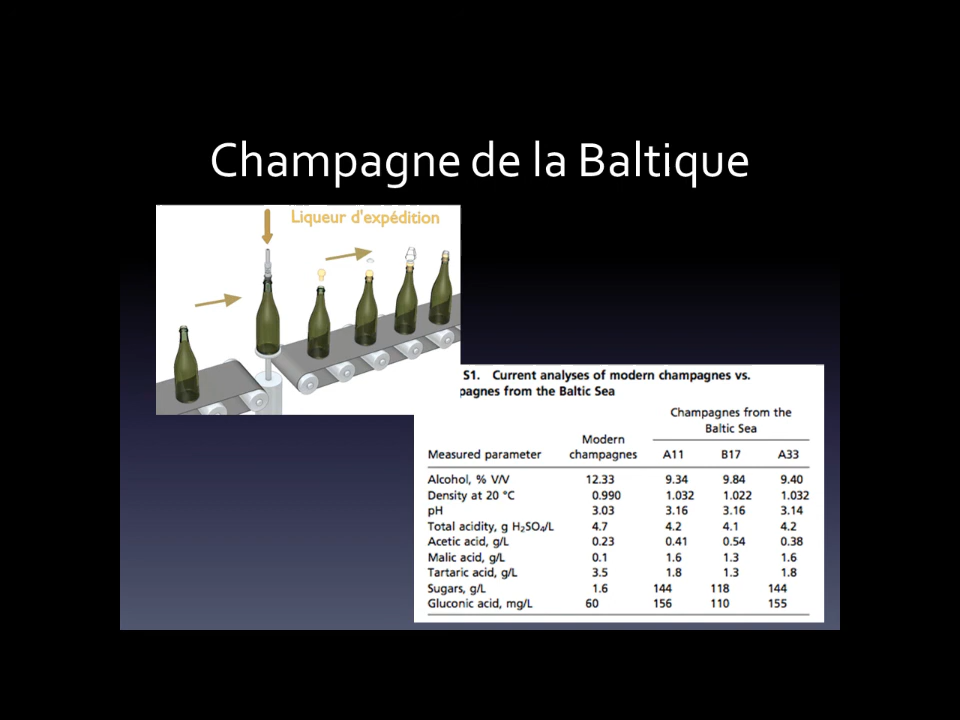 Champagne de la Baltique
Liqueur d'expédition
S1. Current analyses of modern champagnes vs.
pagnes from the Baltic Sea
Champagnes from the
Baltic Sea
Modern
Measured parameter champagnes A11 B17 A33
Alcohol, % V/V 12.33 9.34 9.84 9.40
Density at 20 °C 0.990 1.032 1.022 1.032
pH 3.03 3.16 3.16 3.14
Total acidity, g H₂SO₄/L 4.7 4.2 4.1 4.2
Acetic acid, g/L 0.23 0.41 0.54 0.38
Malic acid, g/L 0.1 1.6 1.3 1.6
Tartaric acid, g/L 3.5 1.8 1.3 1.8
Sugars, g/L 1.6 144 118 144
Gluconic acid, mg/L 60 156 110 155